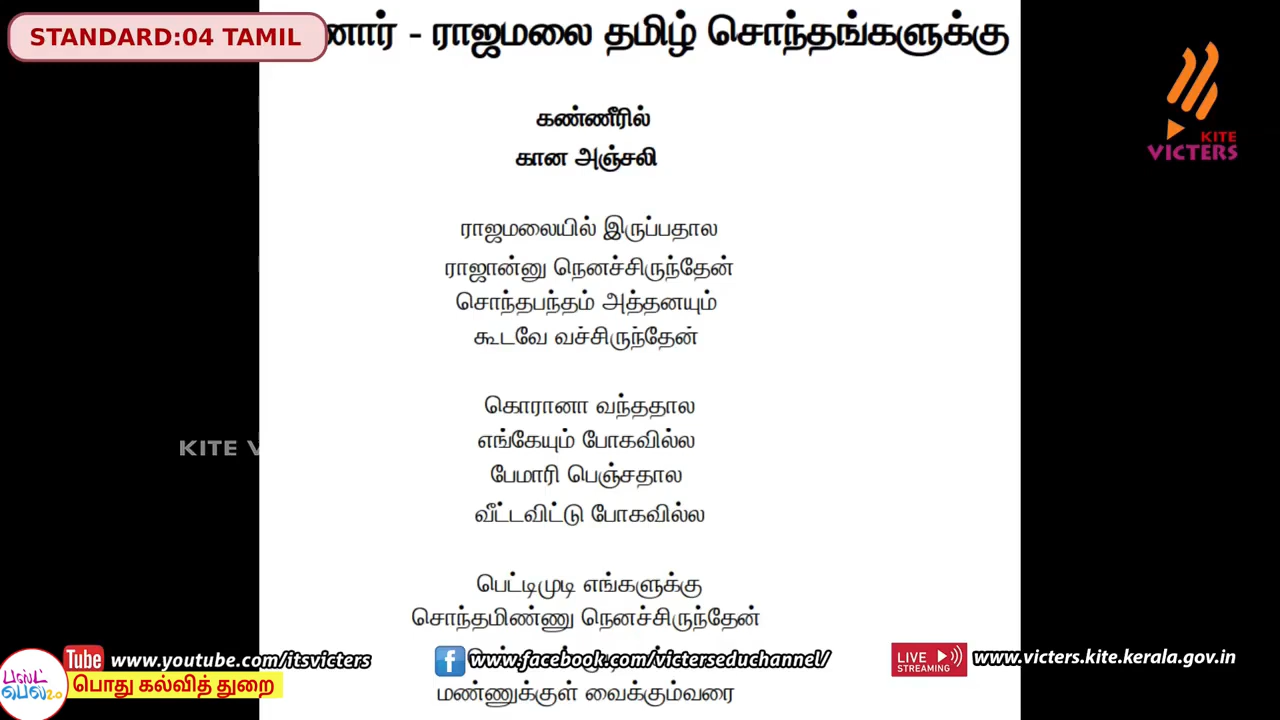 STANDARD:04 TAMIL
- ராஜமலை தமிழ் சொந்தங்களுக்கு
KITE
VICTERS
கண்ணீரில்
கான அஞ்சலி
ராஜமலையில் இருப்பதால
ராஜான்னு நெனச்சிருந்தேன்
சொந்தபந்தம் அத்தனயும்
கூடவே வச்சிருந்தேன்
கொரானா வந்ததால
எங்கேயும் போகவில்ல
KITE
பேமாரி பெஞ்சதால
வீட்டவிட்டு போகவில்ல
பெட்டிமுடி எங்களுக்கு
சொந்தமிண்ணு நெனச்சிருந்தேன்
Tube www.youtube.com/itsvicters
www.facebook.com/victerseduchannel/
LIVE STREAMING www.victers.kite.kerala.gov.in
பொது கல்வித் துறை
மண்ணுக்குள் வைக்கும்வரை